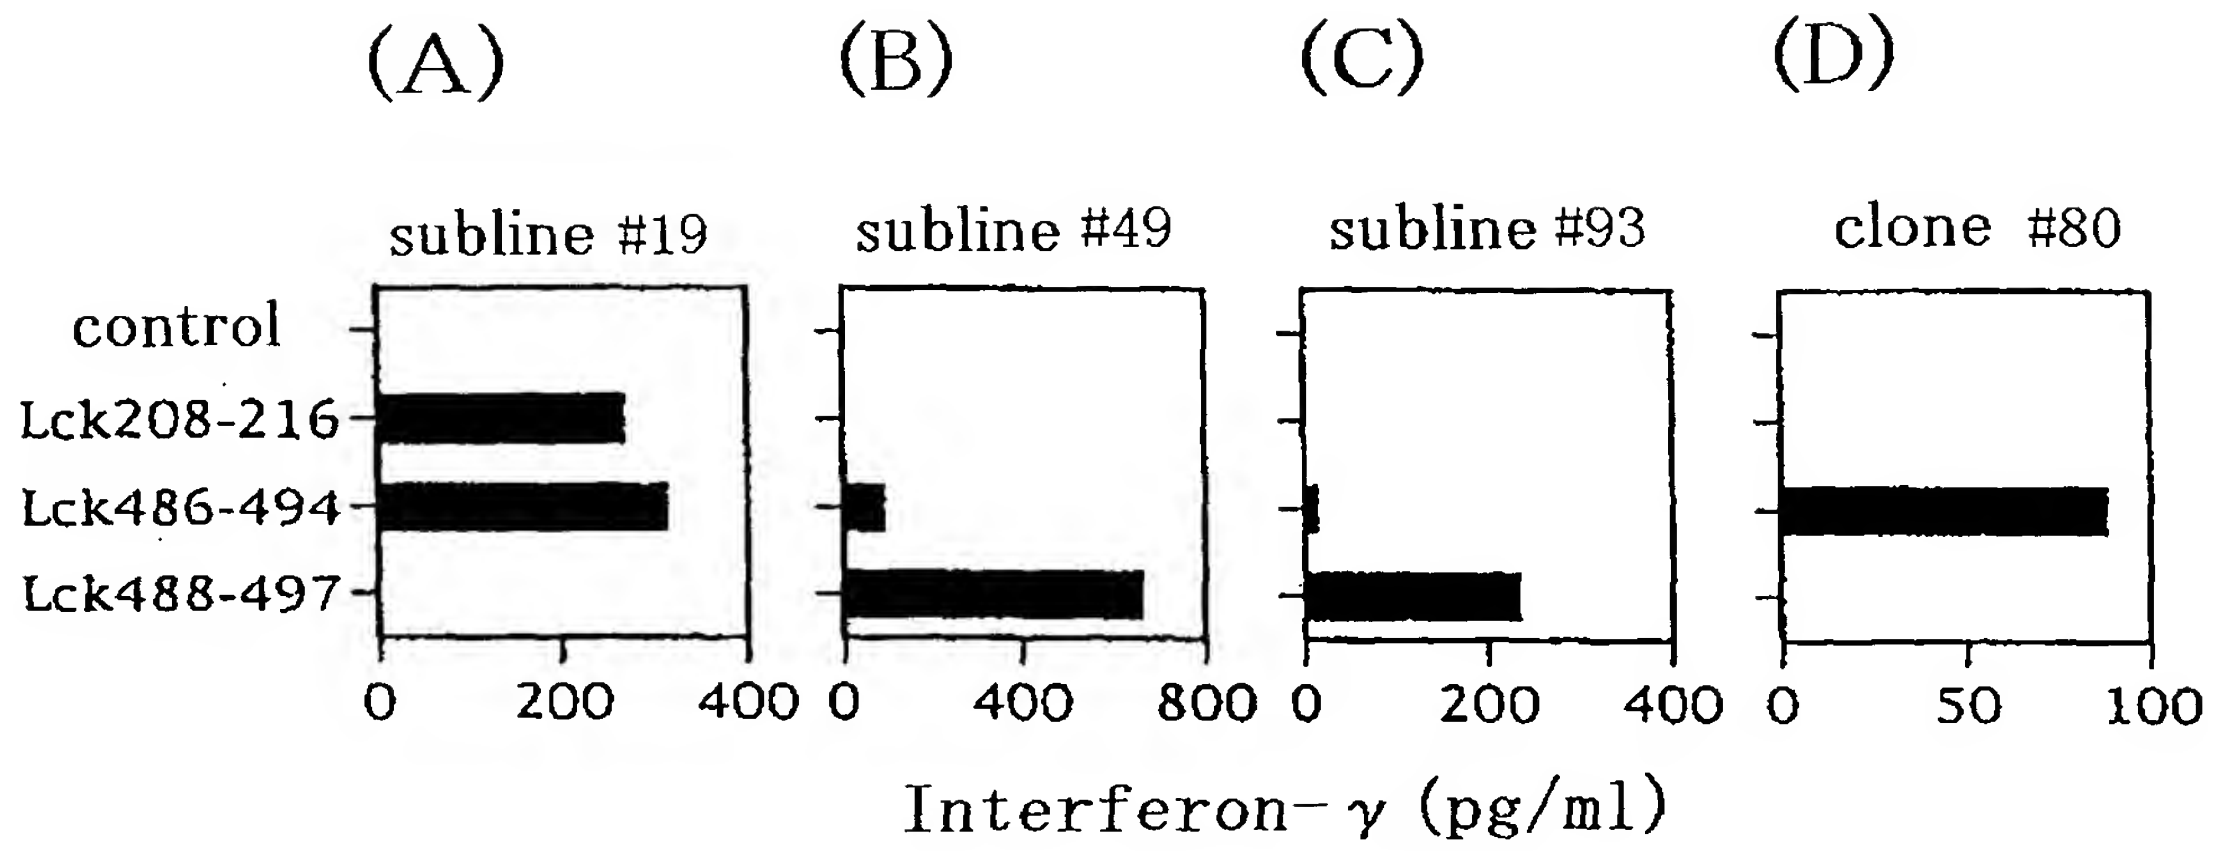 (A) (B) (C) (D)
subline #19 subline #49 subline #93 clone #80
control
Lck208-216
Lck486-494
Lck488-497
0 200 400 0 400 800 0 200 400 0 50 100
Interferon-γ (pg/ml)